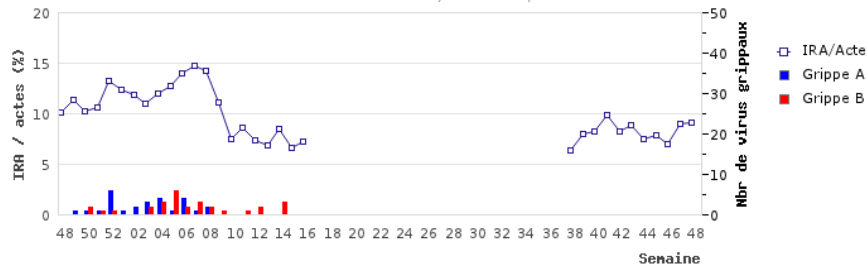 20
15
10
5
0
IRA / actes (%)
50
40
30
20
10
0
Nbr de virus grippaux
IRA/Acte
Grippe A
Grippe B
48 50 52 02 04 06 08 10 12 14 16 18 20 22 24 26 28 30 32 34 36 38 40 42 44 46 48
Semaine